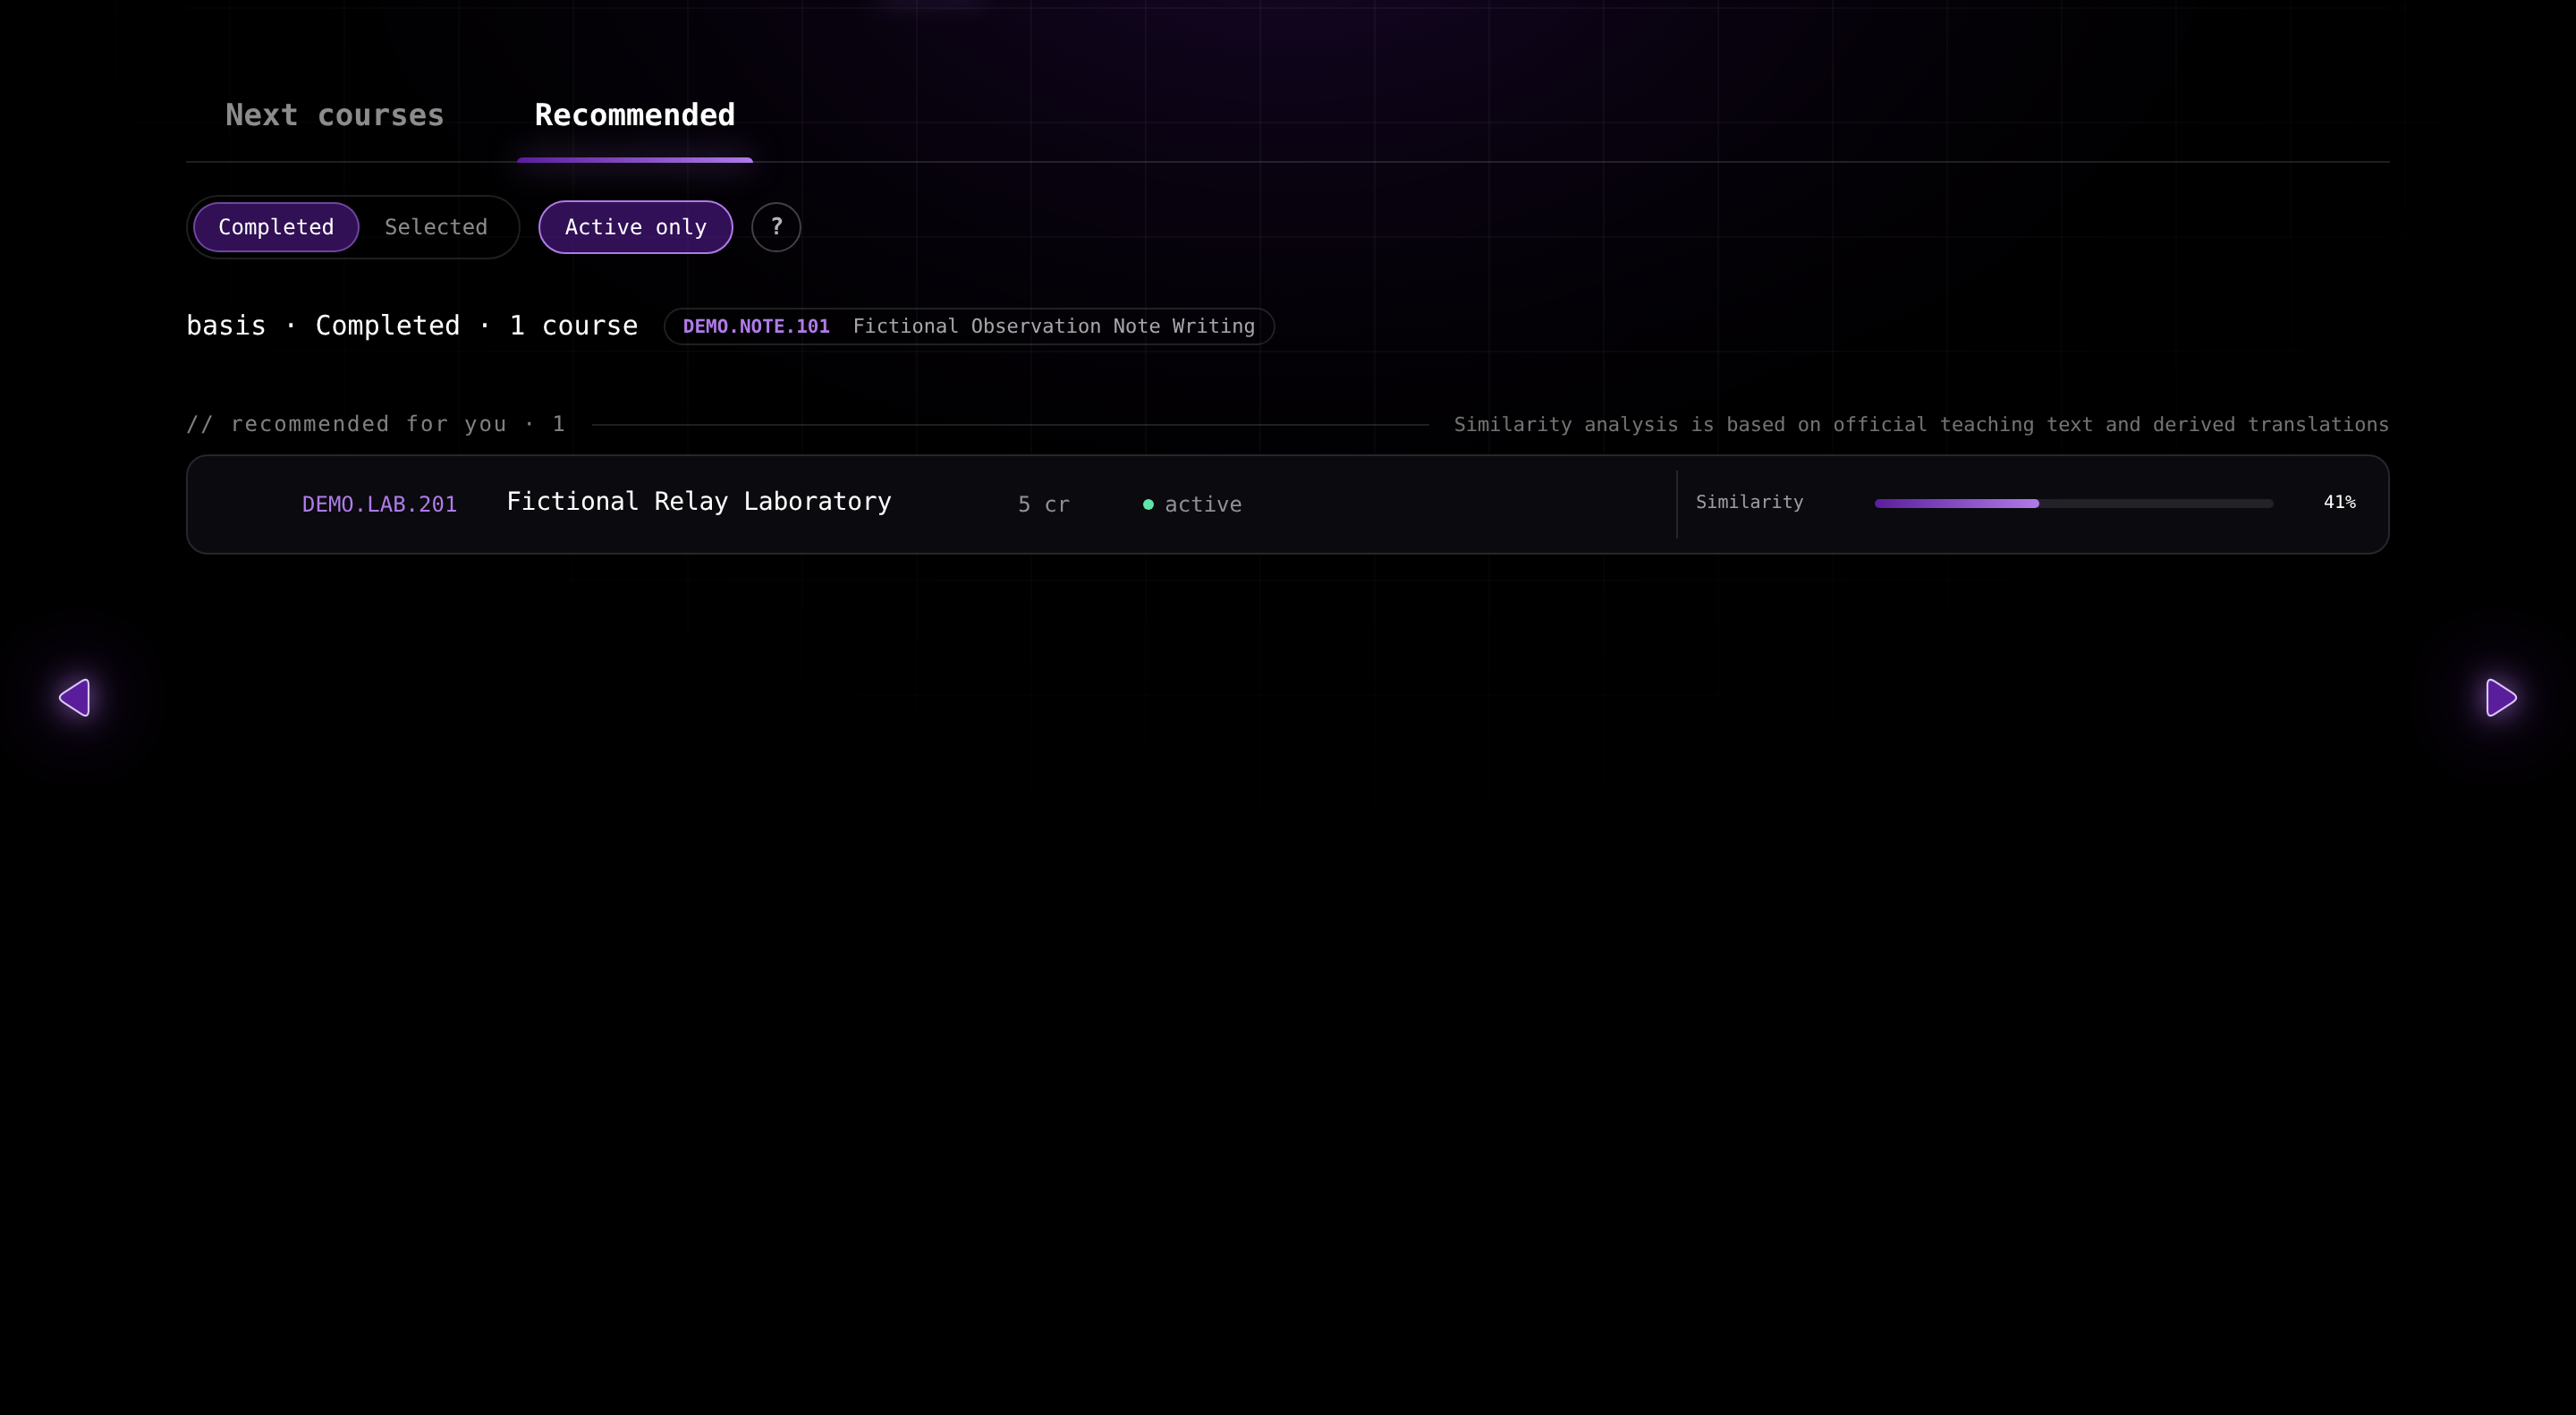 Next courses Recommended
Completed Selected Active only ?
basis · Completed · 1 course DEMO.NOTE.101 Fictional Observation Note Writing
// recommended for you · 1 Similarity analysis is based on official teaching text and derived translations
DEMO.LAB.201 Fictional Relay Laboratory 5 cr active Similarity 41%